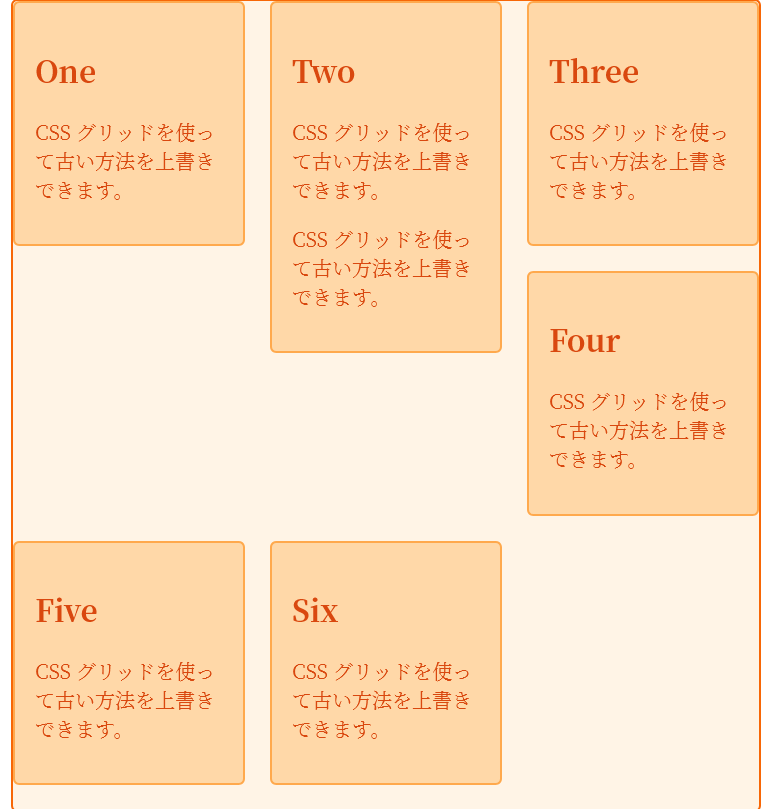 One
CSS グリッドを使っ
て古い方法を上書き
できます。
Two
CSS グリッドを使っ
て古い方法を上書き
できます。
CSS グリッドを使っ
て古い方法を上書き
できます。
Three
CSS グリッドを使っ
て古い方法を上書き
できます。
Four
CSS グリッドを使っ
て古い方法を上書き
できます。
Five
CSS グリッドを使っ
て古い方法を上書き
できます。
Six
CSS グリッドを使っ
て古い方法を上書き
できます。